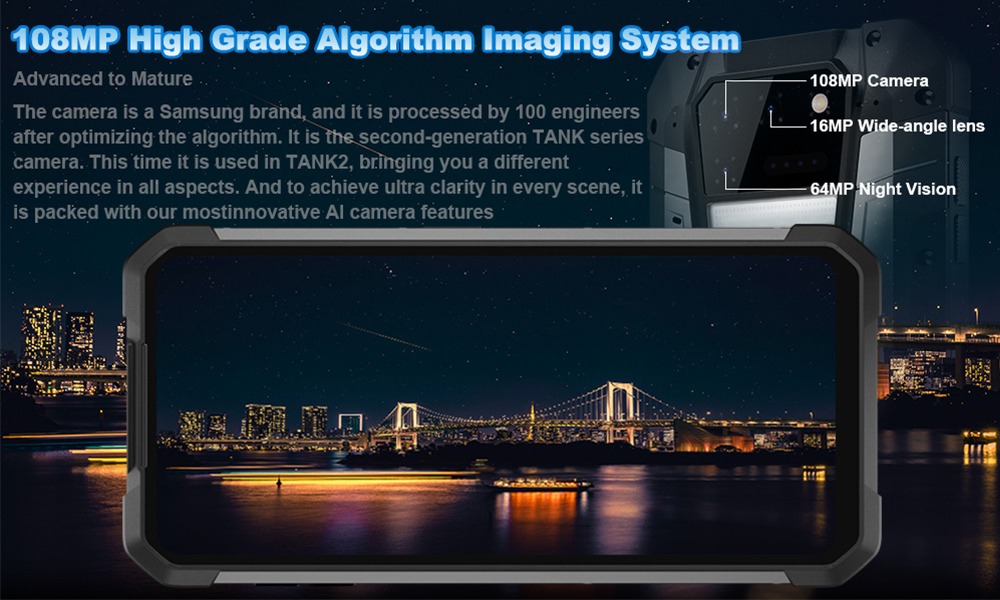 108MP High Grade Algorithm Imaging System
Advanced to Mature
The camera is a Samsung brand, and it is processed by 100 engineers
after optimizing the algorithm. It is the second-generation TANK series
camera. This time it is used in TANK2, bringing you a different
experience in all aspects. And to achieve ultra clarity in every scene, it
is packed with our mostinnovative AI camera features
108MP Camera
16MP Wide-angle lens
64MP Night Vision